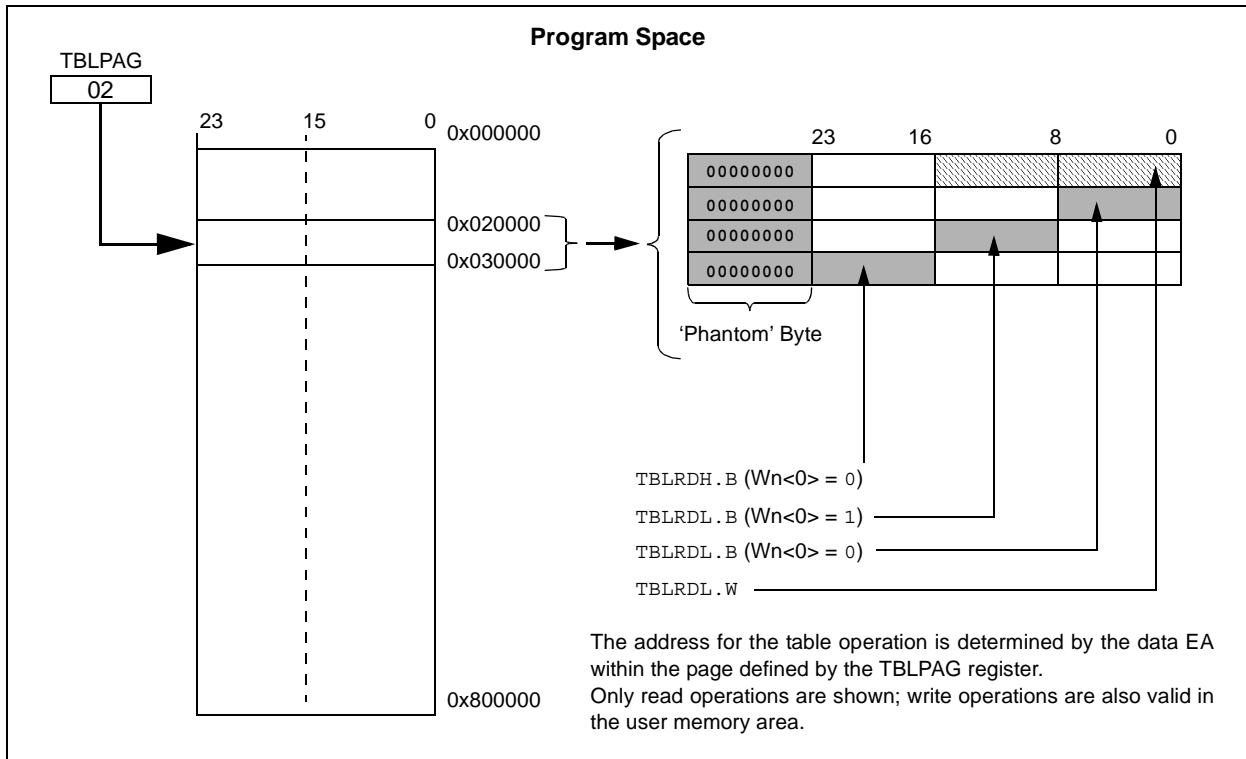 Program Space
TBLPAG
02
23 15 0
0x000000
0x020000
0x030000
0x800000
23 16 8 0
00000000
00000000
00000000
00000000
‘Phantom’ Byte
TBLRDH.B (Wn<0> = 0)
TBLRDL.B (Wn<0> = 1)
TBLRDL.B (Wn<0> = 0)
TBLRDL.W
The address for the table operation is determined by the data EA
within the page defined by the TBLPAG register.
Only read operations are shown; write operations are also valid in
the user memory area.